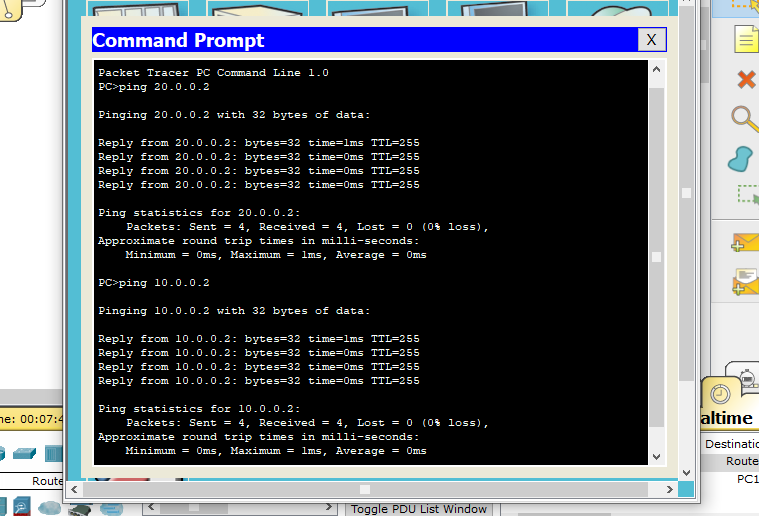 Command Prompt
X
Packet Tracer PC Command Line 1.0
PC>ping 20.0.0.2
Pinging 20.0.0.2 with 32 bytes of data:
Reply from 20.0.0.2: bytes=32 time=1ms TTL=255
Reply from 20.0.0.2: bytes=32 time=0ms TTL=255
Reply from 20.0.0.2: bytes=32 time=0ms TTL=255
Reply from 20.0.0.2: bytes=32 time=0ms TTL=255
Ping statistics for 20.0.0.2:
Packets: Sent = 4, Received = 4, Lost = 0 (0% loss),
Approximate round trip times in milli-seconds:
Minimum = 0ms, Maximum = 1ms, Average = 0ms
PC>ping 10.0.0.2
Pinging 10.0.0.2 with 32 bytes of data:
Reply from 10.0.0.2: bytes=32 time=1ms TTL=255
Reply from 10.0.0.2: bytes=32 time=0ms TTL=255
Reply from 10.0.0.2: bytes=32 time=0ms TTL=255
Reply from 10.0.0.2: bytes=32 time=0ms TTL=255
Ping statistics for 10.0.0.2:
Packets: Sent = 4, Received = 4, Lost = 0 (0% loss),
Approximate round trip times in milli-seconds:
Minimum = 0ms, Maximum = 1ms, Average = 0ms
ne: 00:07:4
altime
Destinatio
Route
PC1
Route
Toggle PDU List Window